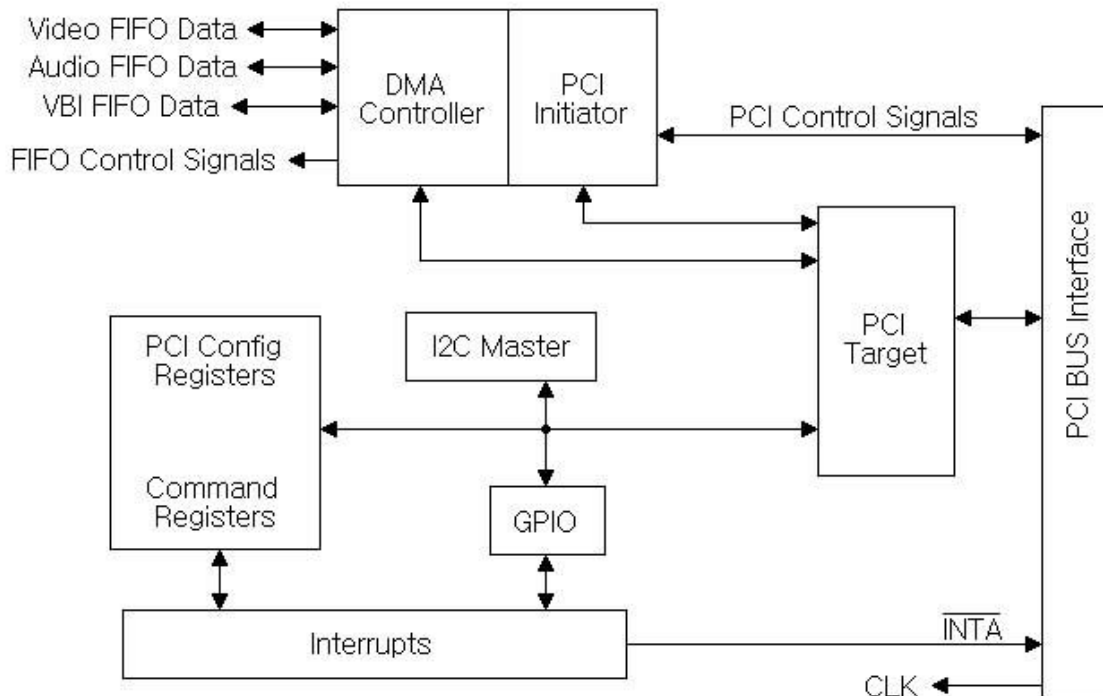 Video FIFO Data
Audio FIFO Data
VBI FIFO Data
FIFO Control Signals
DMA
Controller
PCI
Initiator
PCI Control Signals
PCI BUS Interface
PCI
Target
I2C Master
PCI Config
Registers
Command
Registers
GPIO
Interrupts
INTA
CLK